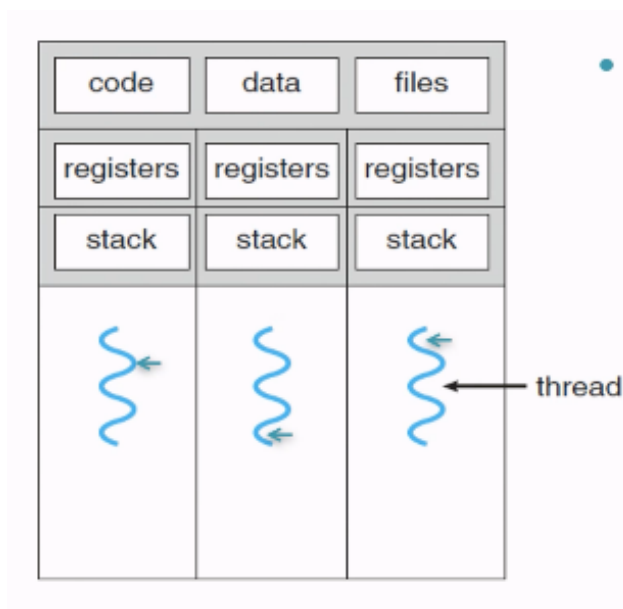 code data files
registers registers registers
stack stack stack
thread